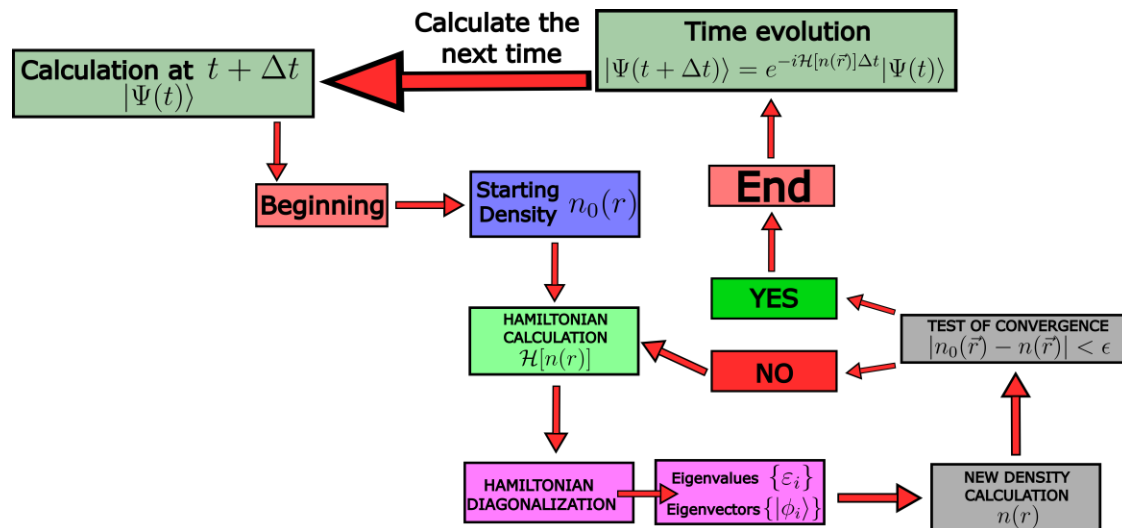 Calculate the
next time
Time evolution
|Ψ(t + Δt)⟩ = e^{-iℋ[n(r⃗)]Δt}|Ψ(t)⟩
Calculation at t + Δt
|Ψ(t)⟩
Beginning
Starting
Density n₀(r)
End
YES
NO
HAMILTONIAN
CALCULATION
ℋ[n(r)]
TEST OF CONVERGENCE
|n₀(r⃗) − n(r⃗)| < ϵ
HAMILTONIAN
DIAGONALIZATION
Eigenvalues {εᵢ}
Eigenvectors {|ϕᵢ⟩}
NEW DENSITY
CALCULATION
n(r)